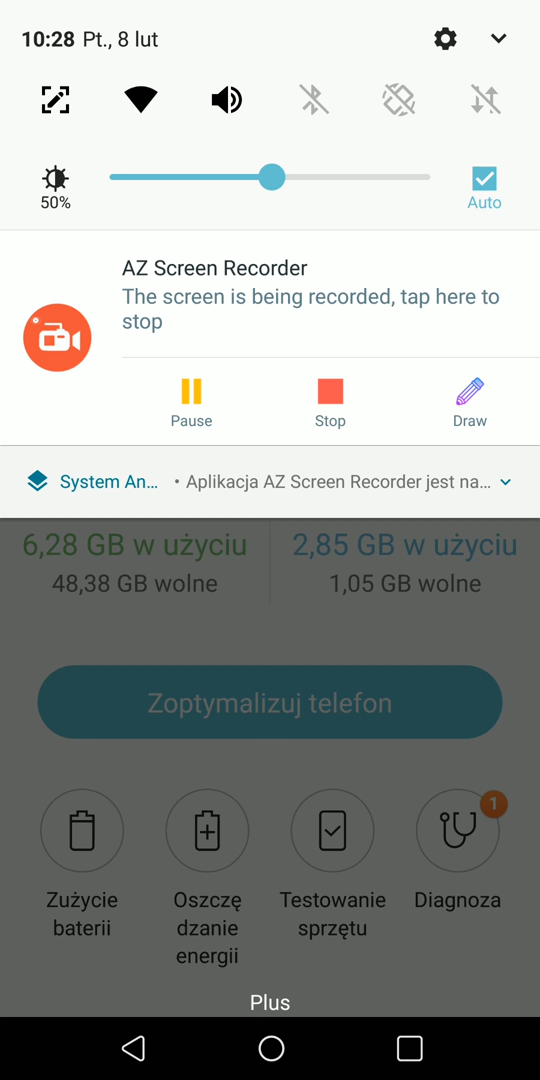 10:28 Pt., 8 lut
50%
Auto
AZ Screen Recorder
The screen is being recorded, tap here to
stop
Pause Stop Draw
System An… • Aplikacja AZ Screen Recorder jest na…
6,28 GB w użyciu 2,85 GB w użyciu
48,38 GB wolne 1,05 GB wolne
Zoptymalizuj telefon
1
Zużycie Oszczę Testowanie Diagnoza
baterii dzanie sprzętu
energii
Plus